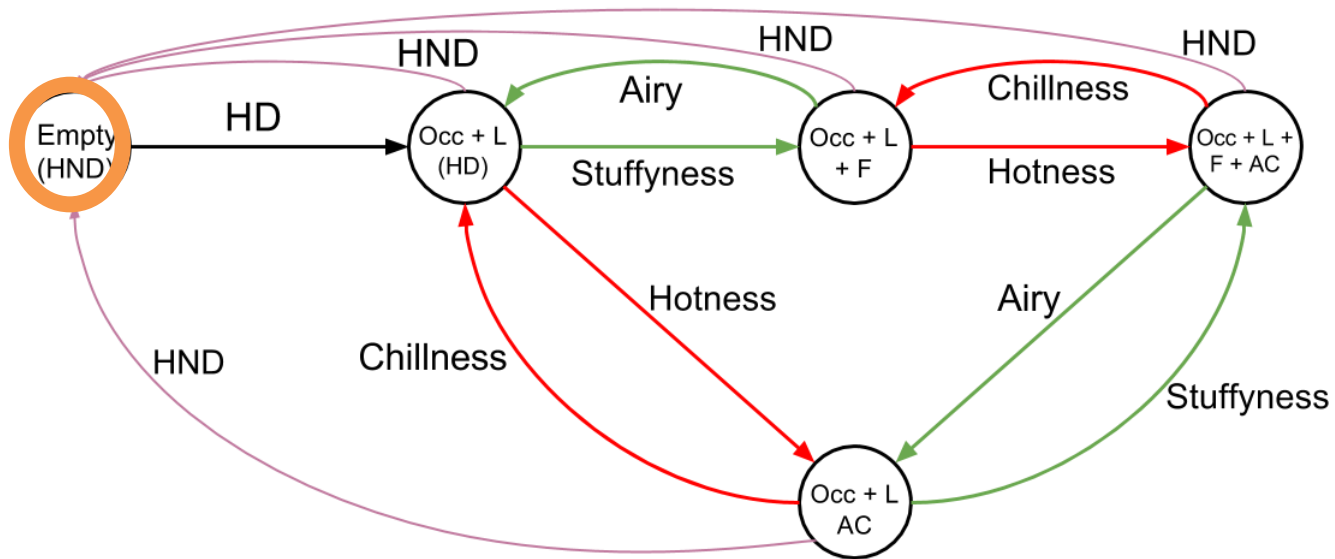 HND
HND
HND
Airy
Chillness
HD
Empty
(HND)
Occ + L
(HD)
Occ + L
+ F
Occ + L +
F + AC
Stuffyness
Hotness
Hotness
Airy
Chillness
HND
Stuffyness
Occ + L
AC